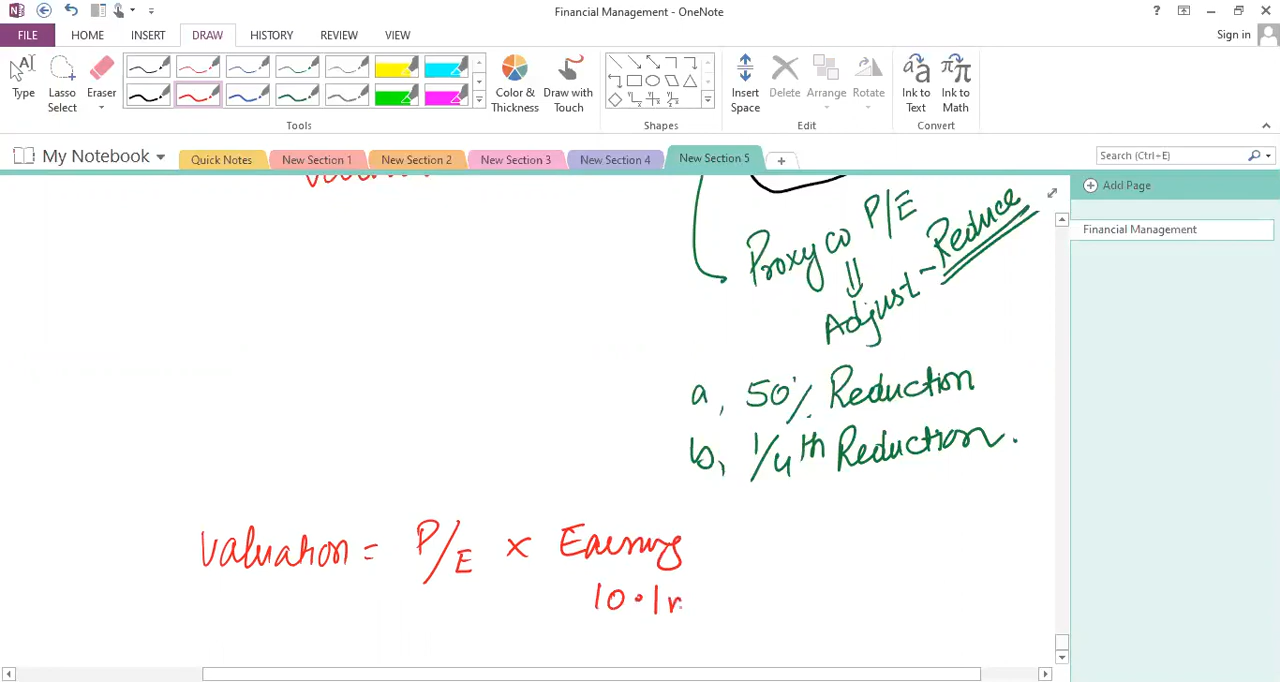 Financial Management - OneNote
Sign in
FILE HOME INSERT DRAW HISTORY REVIEW VIEW
Type
Lasso Select
Eraser
Color & Thickness
Draw with Touch
Insert Space
Delete
Arrange
Rotate
Ink to Text
Ink to Math
Tools
Shapes
Edit
Convert
My Notebook
Quick Notes
New Section 1
New Section 2
New Section 3
New Section 4
New Section 5
Search (Ctrl+E)
Add Page
Financial Management
Proxy co P/E
Adjust - Reduce
a, 50% Reduction
b, 1/4th Reduction.
Valuation = P/E × Earning
10.1